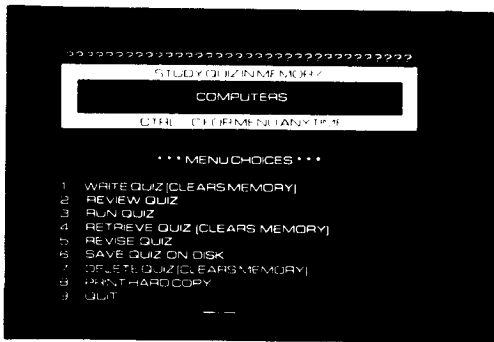 ????????????????????????????????????
STUDY QUIZ IN MEMORY
COMPUTERS
CTRL - C FOR MENU ANY TIME
• • • MENU CHOICES • • •
1 WRITE QUIZ [CLEARS MEMORY]
2 REVIEW QUIZ
3 RUN QUIZ
4 RETRIEVE QUIZ [CLEARS MEMORY]
5 REVISE QUIZ
6 SAVE QUIZ ON DISK
7 DELETE QUIZ [CLEARS MEMORY]
8 PRINT HARD COPY
9 QUIT